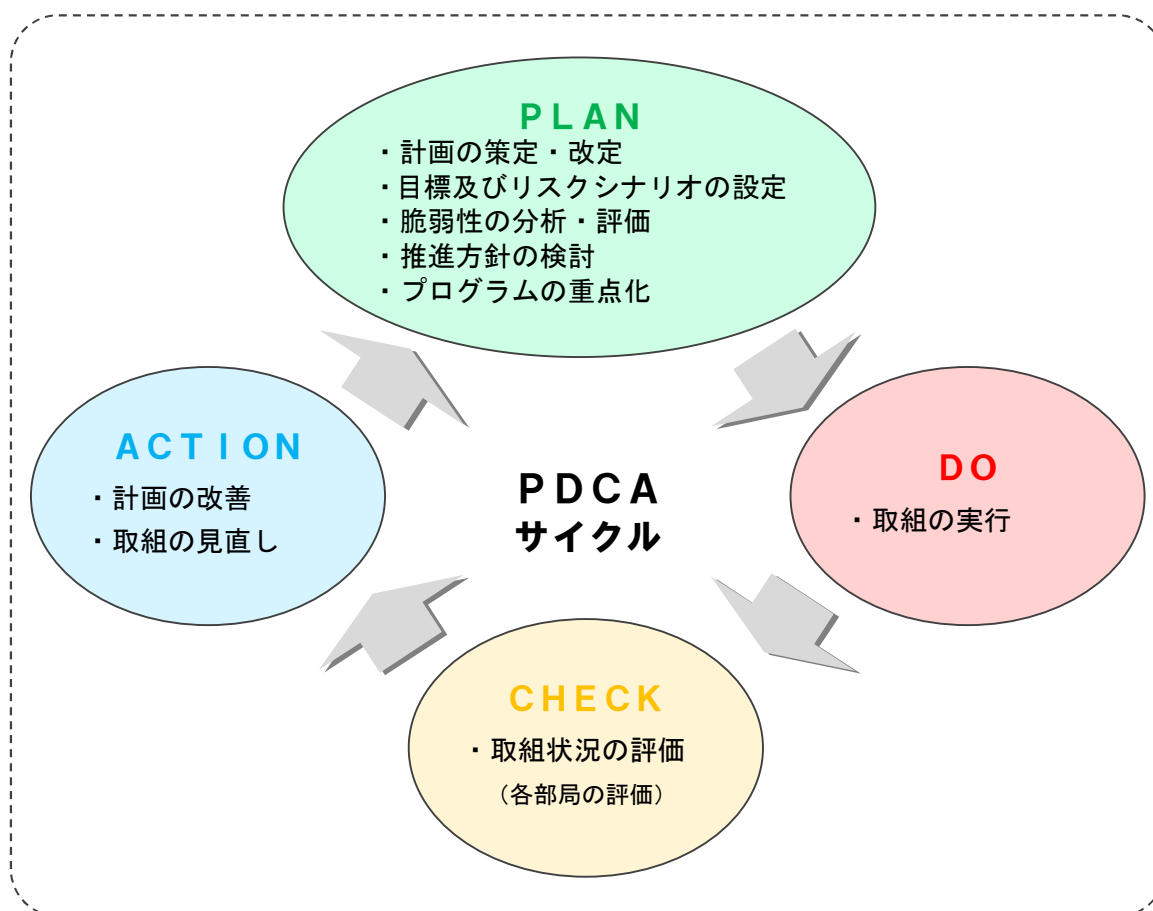 ＰＬＡＮ
・計画の策定・改定
・目標及びリスクシナリオの設定
・脆弱性の分析・評価
・推進方針の検討
・プログラムの重点化
ＡＣＴＩＯＮ
・計画の改善
・取組の見直し
ＰＤＣＡ
サイクル
ＤＯ
・取組の実行
ＣＨＥＣＫ
・取組状況の評価
（各部局の評価）